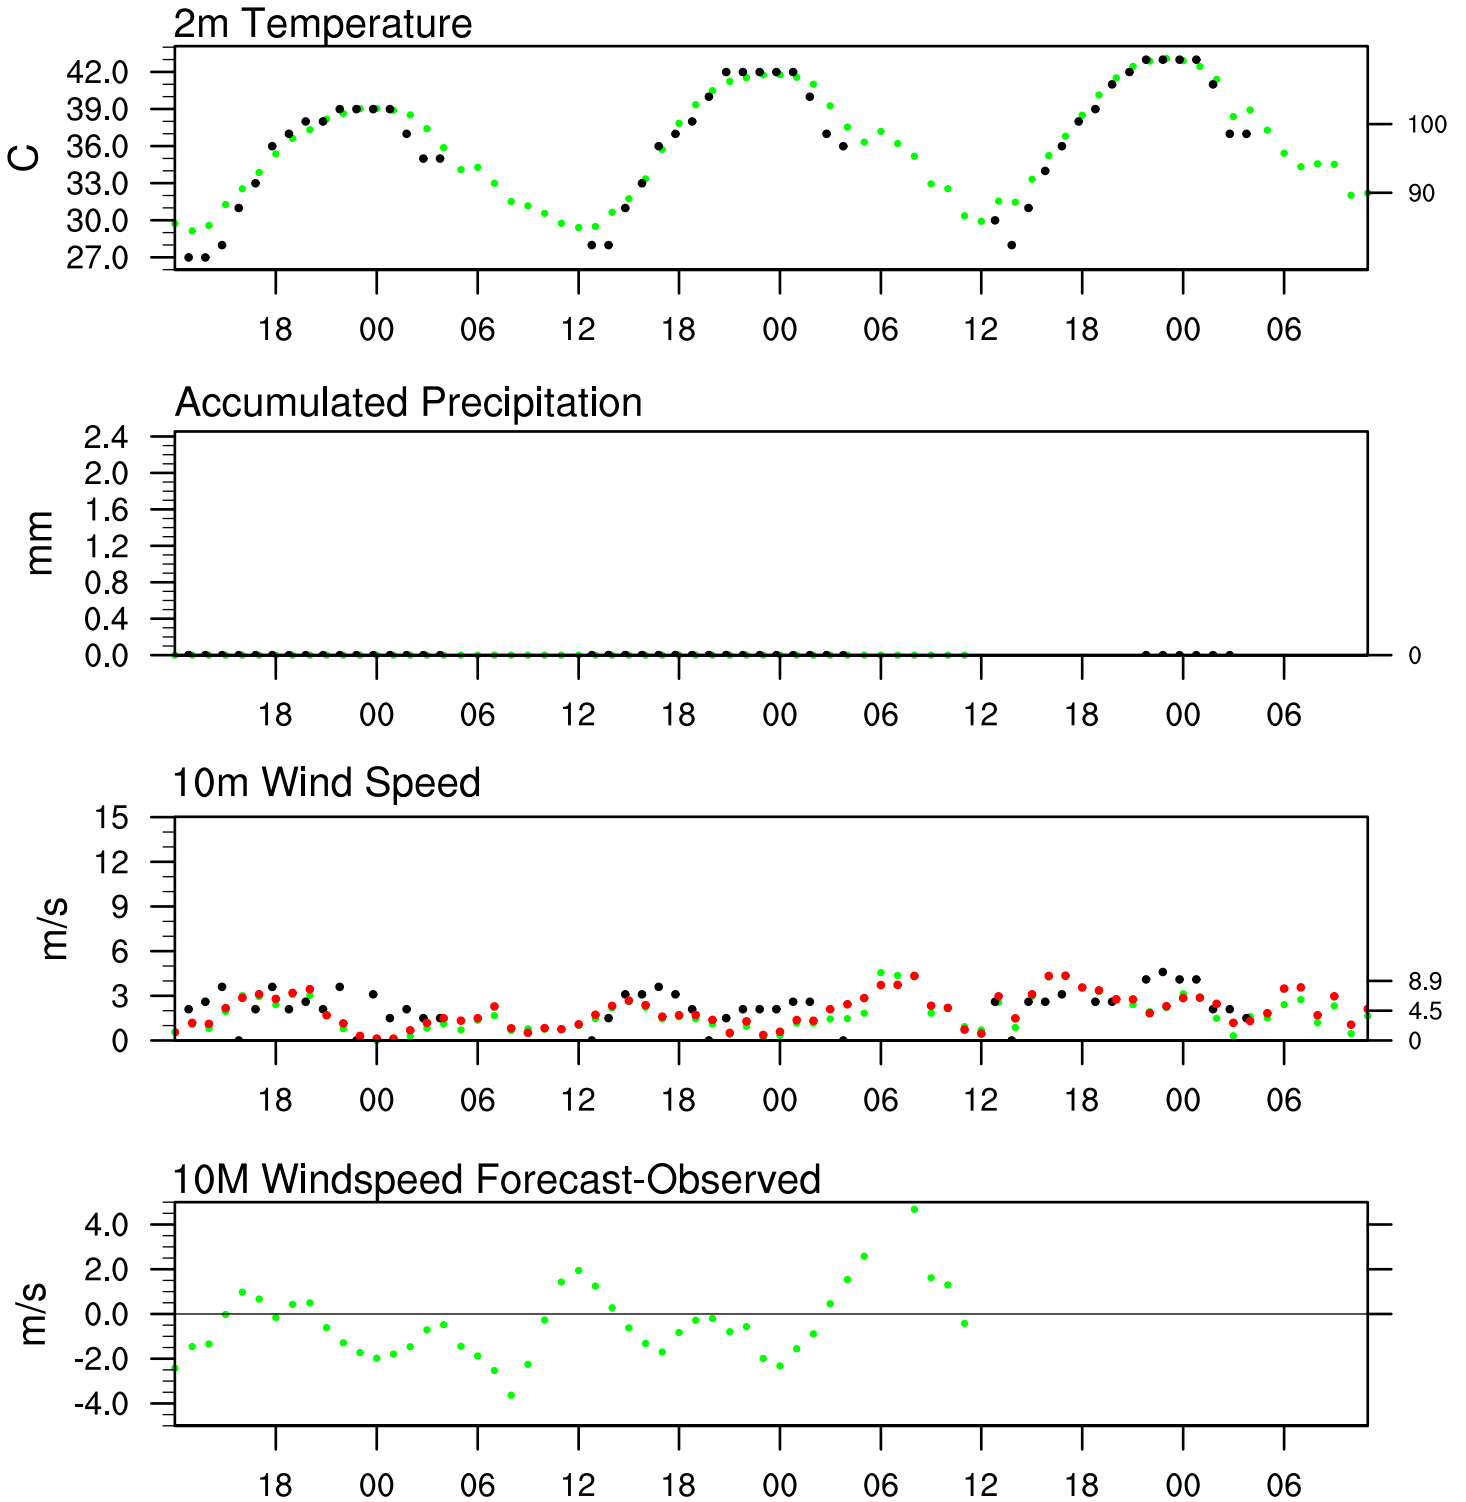 2m Temperature
42.0
39.0
36.0
33.0
30.0
27.0
C
100
90
18 00 06 12 18 00 06 12 18 00 06
Accumulated Precipitation
2.4
2.0
1.6
1.2
0.8
0.4
0.0
mm
0
18 00 06 12 18 00 06 12 18 00 06
10m Wind Speed
15
12
9
6
3
0
m/s
8.9
4.5
0
18 00 06 12 18 00 06 12 18 00 06
10M Windspeed Forecast-Observed
4.0
2.0
0.0
-2.0
-4.0
m/s
18 00 06 12 18 00 06 12 18 00 06